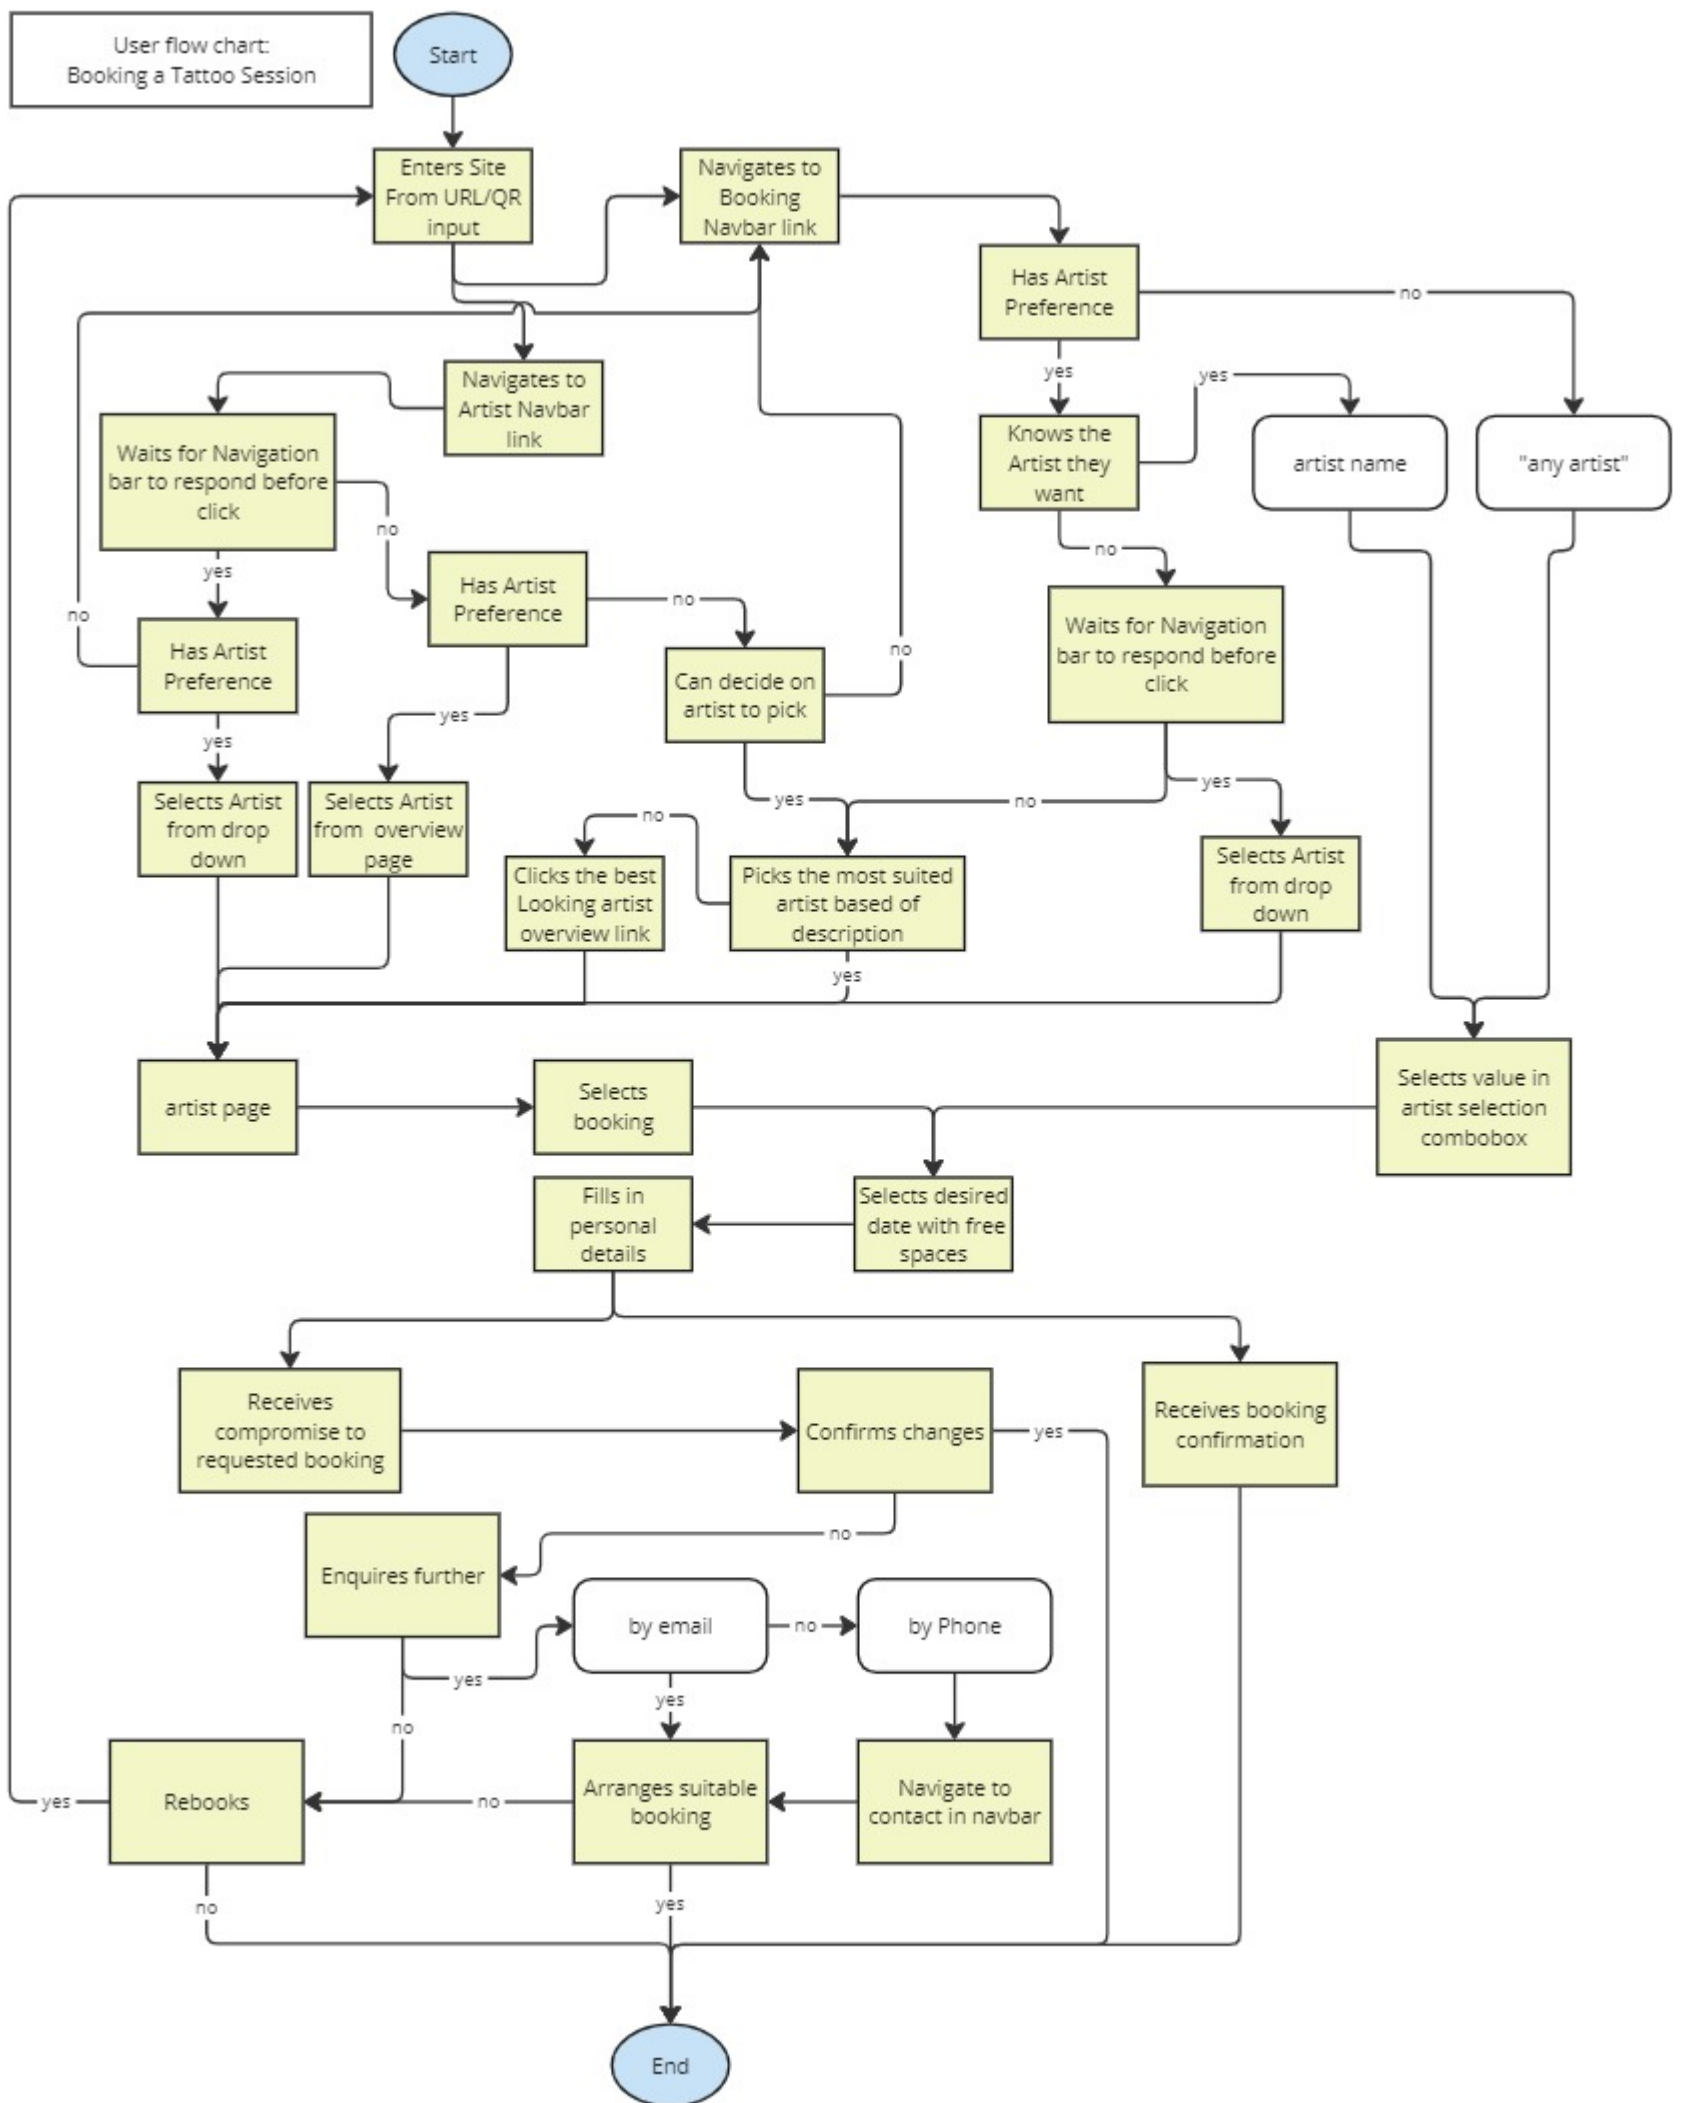 User flow chart:
Booking a Tattoo Session
Start
Enters Site
From URL/QR
input
Navigates to
Booking
Navbar link
Has Artist
Preference
no
yes
Navigates to
Artist Navbar
link
yes
Knows the
Artist they
want
artist name
"any artist"
Waits for Navigation
bar to respond before
click
no
no
yes
Has Artist
Preference
no
no
Waits for Navigation
bar to respond before
click
Has Artist
Preference
no
Can decide on
artist to pick
yes
yes
yes
Selects Artist
from drop
down
Selects Artist
from overview
page
yes
no
no
Clicks the best
Looking artist
overview link
Picks the most suited
artist based of
description
Selects Artist
from drop
down
yes
artist page
Selects
booking
Selects value in
artist selection
combobox
Fills in
personal
details
Selects desired
date with free
spaces
Receives
compromise to
requested booking
Confirms changes
yes
Receives booking
confirmation
no
Enquires further
by email
no
by Phone
yes
yes
no
Rebooks
yes
no
Arranges suitable
booking
Navigate to
contact in navbar
no
yes
End